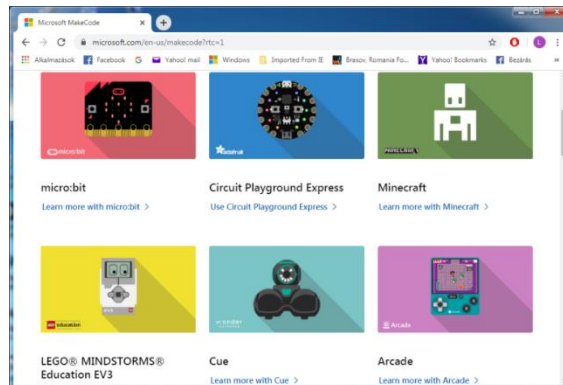 Microsoft MakeCode
microsoft.com/en-us/makecode?rtc=1
Alkalmazások Facebook G Yahoo! mail Windows Imported From IE Brasov, Romania Fo... Yahoo! Bookmarks Bezárás »
micro:bit adafruit MINECRAFT
micro:bit Circuit Playground Express Minecraft
Learn more with micro:bit > Use Circuit Playground Express > Learn more with Minecraft >
education wonder Arcade
LEGO® MINDSTORMS® Cue Arcade
Education EV3
Learn more with Cue > Learn more with Arcade >